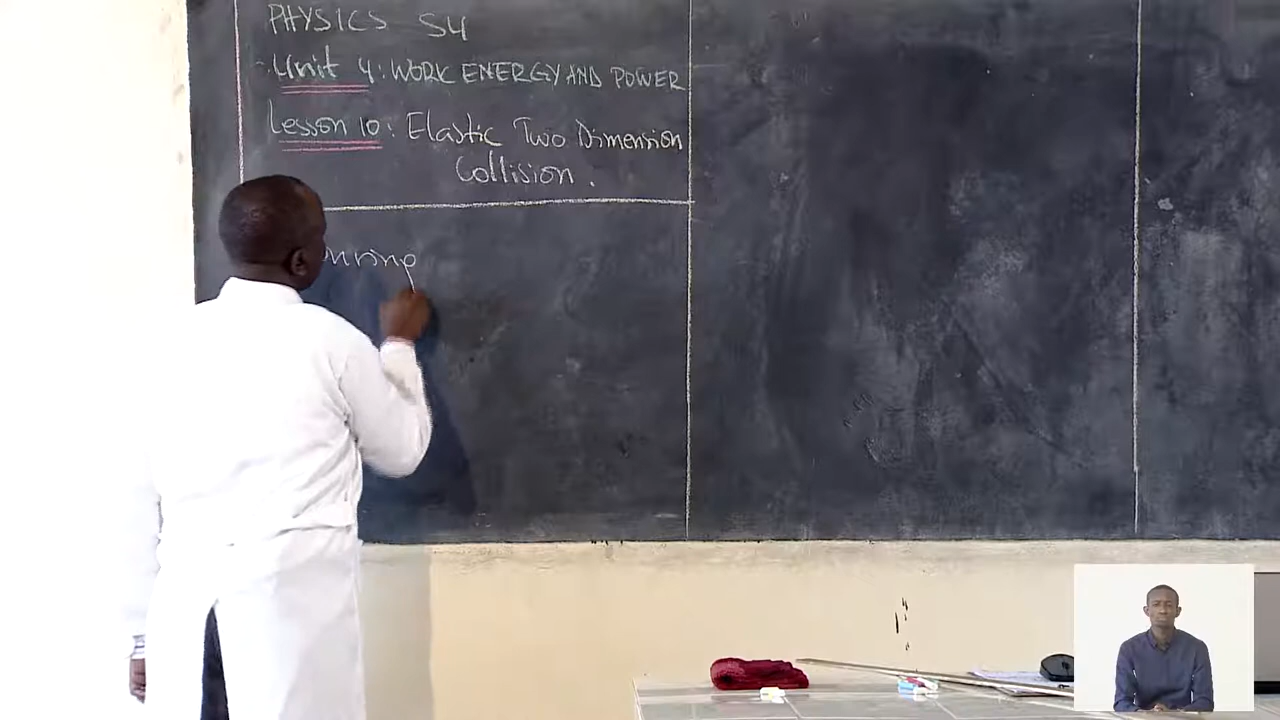 PHYSICS S4
Unit 4: WORK ENERGY AND POWER
Lesson 10: Elastic Two Dimension
Collision.